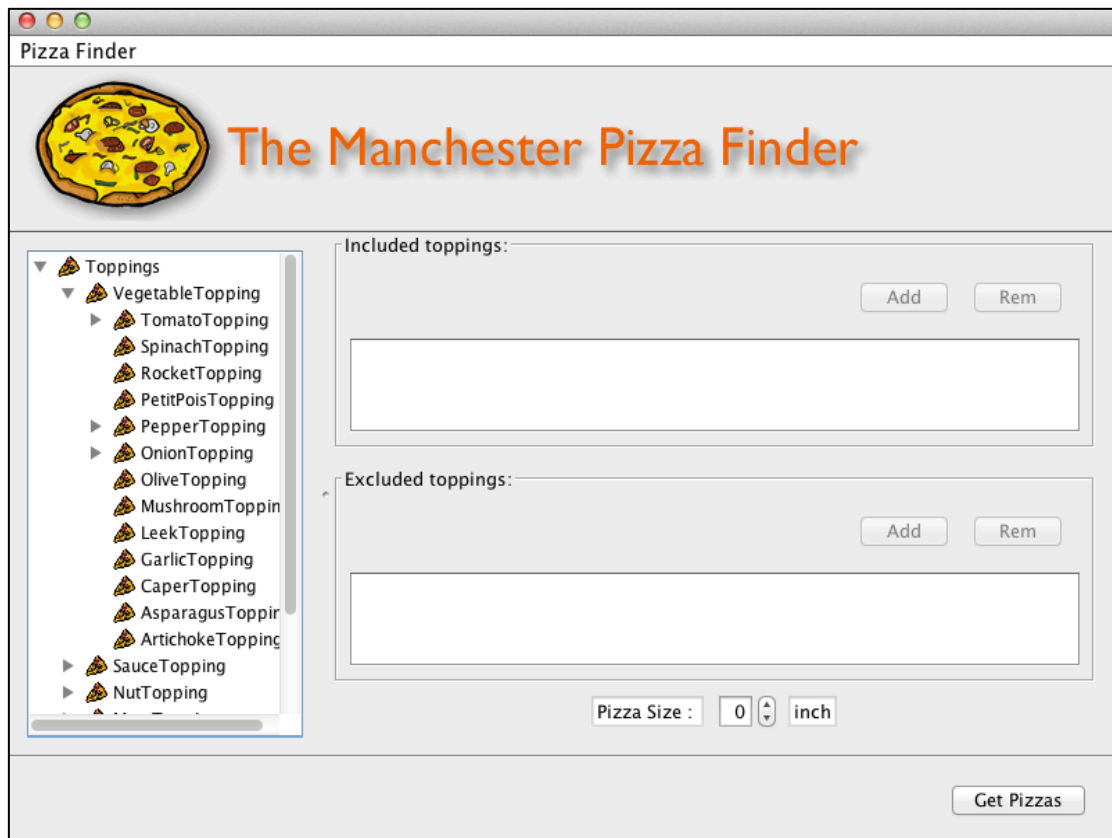 Pizza Finder
The Manchester Pizza Finder
Toppings
VegetableTopping
TomatoTopping
SpinachTopping
RocketTopping
PetitPoisTopping
PepperTopping
OnionTopping
OliveTopping
MushroomToppin
LeekTopping
GarlicTopping
CaperTopping
AsparagusToppin
ArtichokeTopping
SauceTopping
NutTopping
Included toppings:
Add Rem
Excluded toppings:
Add Rem
Pizza Size : 0 inch
Get Pizzas